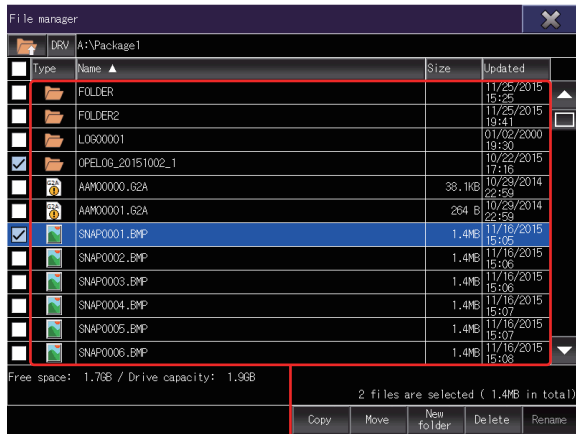 File manager
DRV A:\Package1
Type Name ▲ Size Updated
FOLDER 11/25/2015 15:25
FOLDER2 11/25/2015 19:41
LOG00001 01/02/2000 19:30
OPELOG_20151002_1 10/22/2015 17:16
G2A AAM00000.G2A 38.1KB 10/29/2014 22:59
G2A AAM00001.G2A 264 B 10/29/2014 22:59
SNAP0001.BMP 1.4MB 11/16/2015 15:05
SNAP0002.BMP 1.4MB 11/16/2015 15:06
SNAP0003.BMP 1.4MB 11/16/2015 15:06
SNAP0004.BMP 1.4MB 11/16/2015 15:07
SNAP0005.BMP 1.4MB 11/16/2015 15:07
SNAP0006.BMP 1.4MB 11/16/2015 15:08
Free space: 1.7GB / Drive capacity: 1.9GB
2 files are selected ( 1.4MB in total)
Copy Move New folder Delete Rename